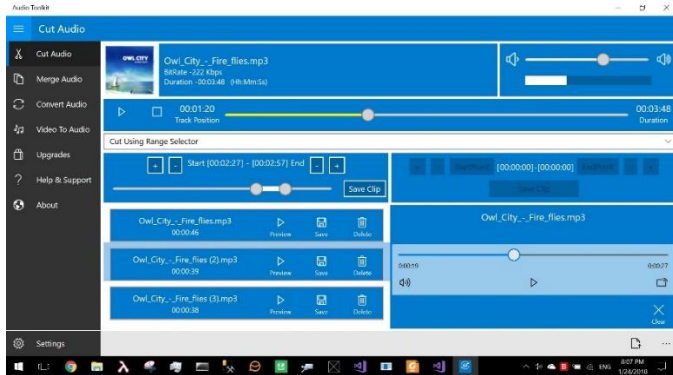 Audio Toolkit
Cut Audio
Cut Audio
Merge Audio
Convert Audio
Video To Audio
Upgrades
Help & Support
About
Settings
OWL CITY
Owl_City_-_Fire_flies.mp3
BitRate -222 Kbps
Duration -00:03:48 (Hh:Mm:Ss)
00:01:20
Track Position
00:03:48
Duration
Cut Using Range Selector
+ - Start [00:02:27] - [00:02:57] End - +
Save Clip
+ - [00:00:00]-[00:00:00] - +
Save Clip
Owl_City_-_Fire_flies.mp3
00:00:46
Preview Save Delete
Owl_City_-_Fire_flies (2).mp3
00:00:39
Preview Save Delete
Owl_City_-_Fire_flies (3).mp3
00:00:38
Preview Save Delete
Owl_City_-_Fire_flies.mp3
0:00:19
0:00:27
Clear
ENG
8:07 PM
1/24/2018